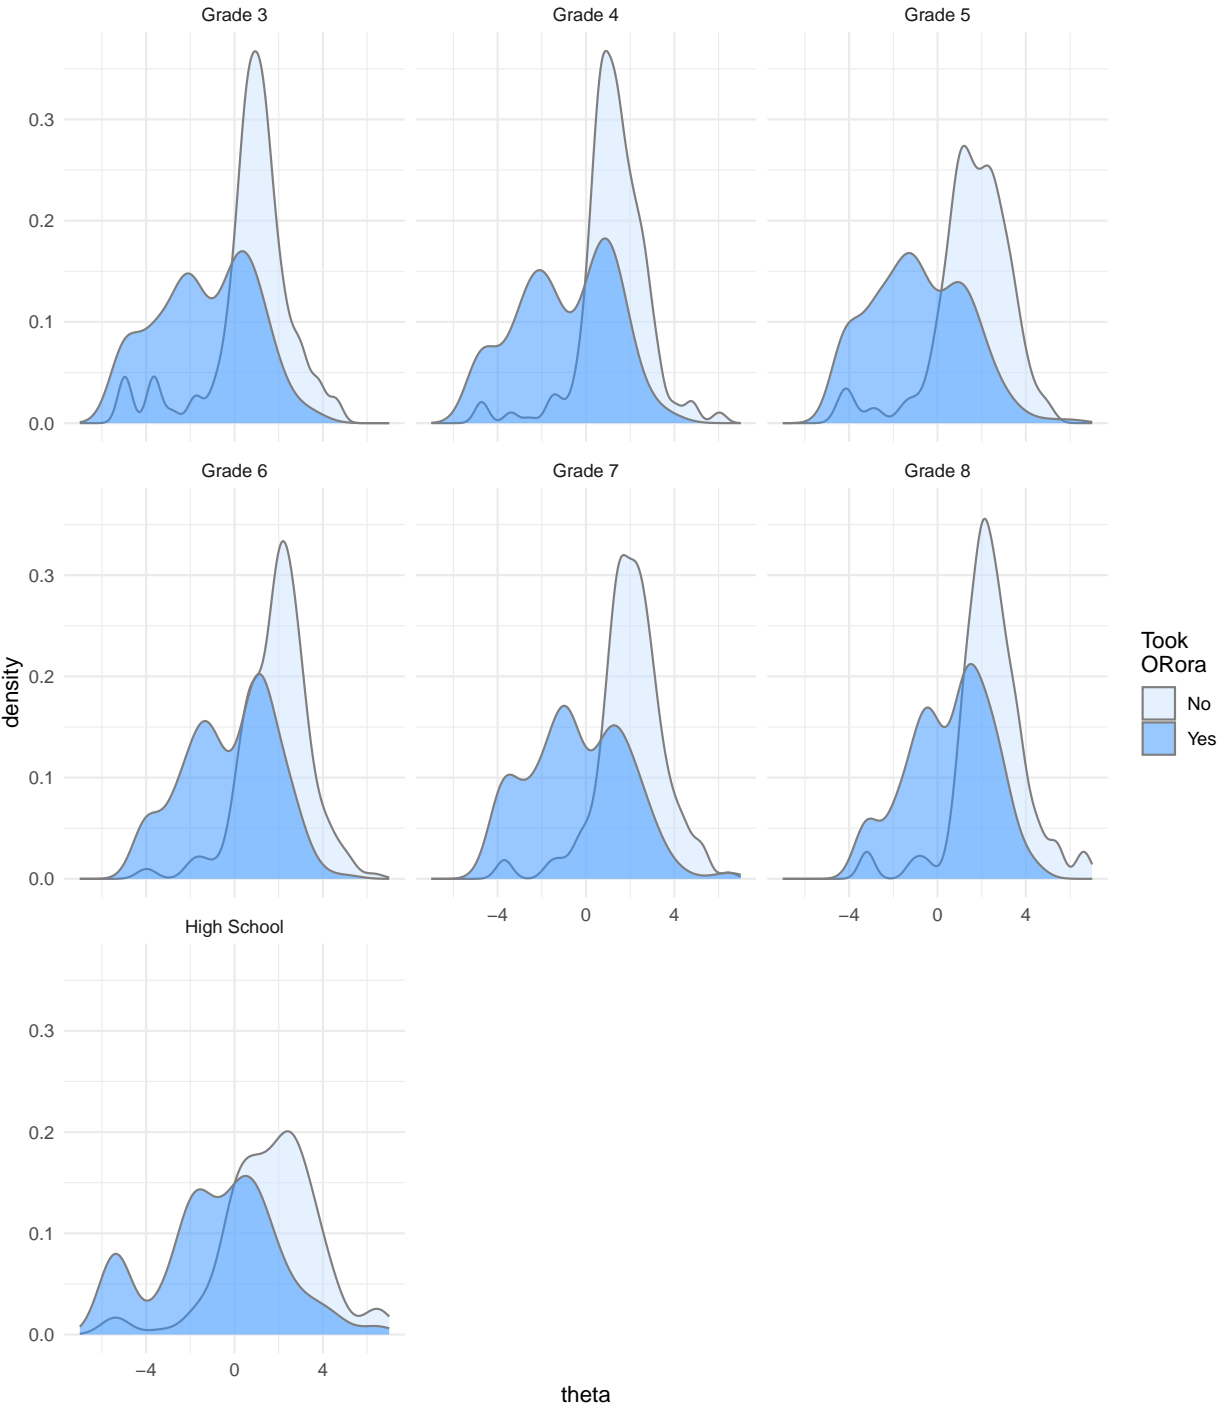 Grade 3
Grade 4
Grade 5
0.3
0.2
0.1
0.0
Grade 6
Grade 7
Grade 8
0.3
0.2
0.1
0.0
−4 0 4
−4 0 4
High School
0.3
0.2
0.1
0.0
−4 0 4
theta
density
Took
ORora
No
Yes